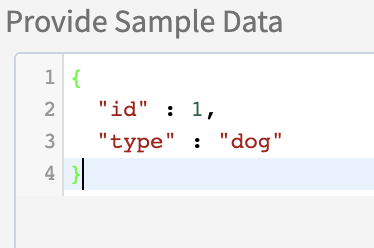 Provide Sample Data
1 {
2 "id" : 1,
3 "type" : "dog"
4 }